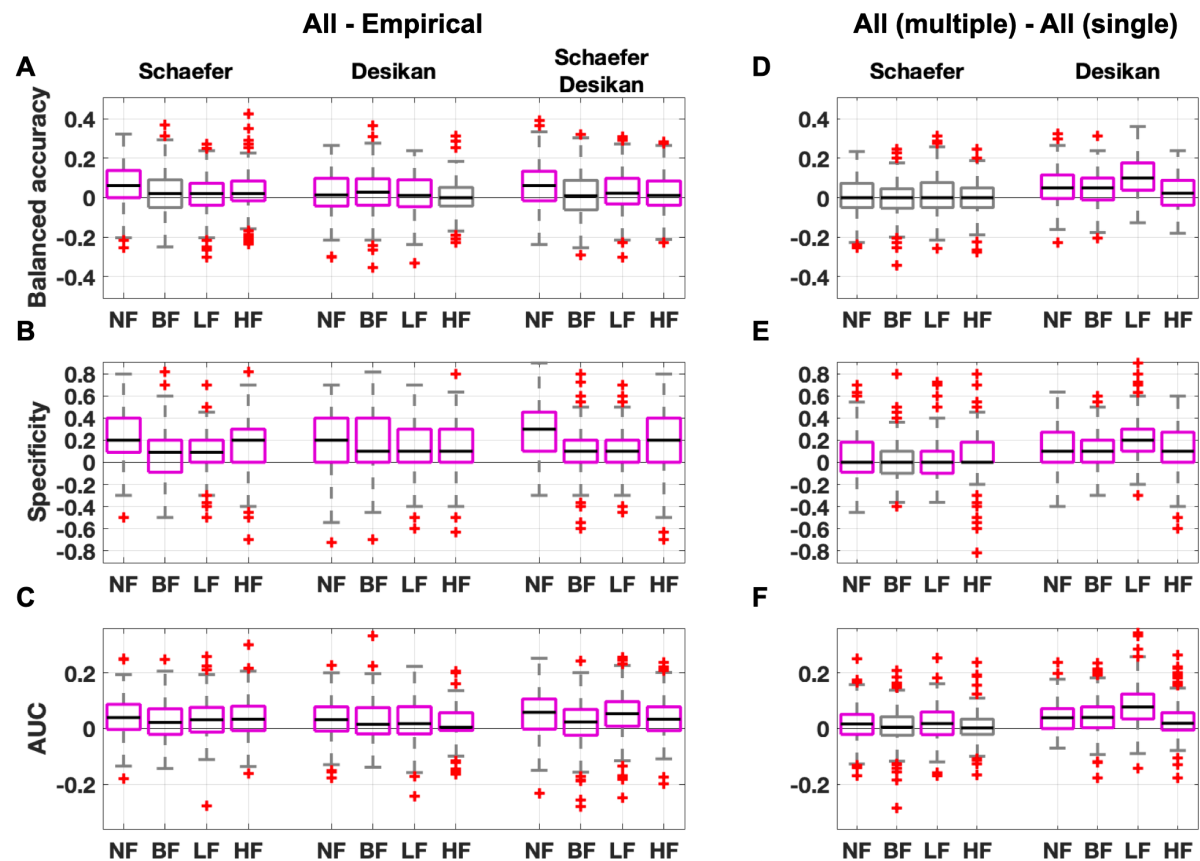 All - Empirical
All (multiple) - All (single)
A
Schaefer
Desikan
Schaefer
Desikan
Balanced accuracy
0.4
0.2
0
-0.2
-0.4
NF BF LF HF NF BF LF HF NF BF LF HF
D
Schaefer
Desikan
0.4
0.2
0
-0.2
-0.4
NF BF LF HF NF BF LF HF
B
Specificity
0.8
0.6
0.4
0.2
0
-0.2
-0.4
-0.6
-0.8
NF BF LF HF NF BF LF HF NF BF LF HF
E
0.8
0.6
0.4
0.2
0
-0.2
-0.4
-0.6
-0.8
NF BF LF HF NF BF LF HF
C
AUC
0.2
0
-0.2
NF BF LF HF NF BF LF HF NF BF LF HF
F
0.2
0
-0.2
NF BF LF HF NF BF LF HF